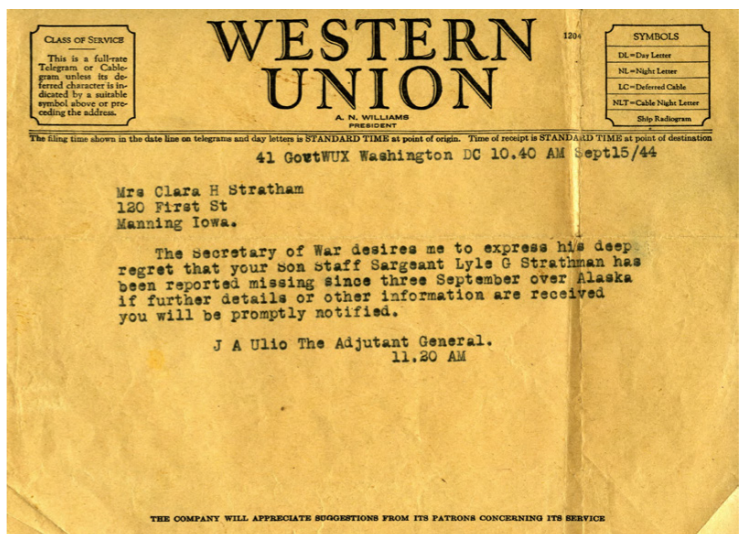 CLASS OF SERVICE
This is a full-rate
Telegram or Cable-
gram unless its de-
ferred character is in-
dicated by a suitable
symbol above or pre-
ceding the address.
WESTERN
UNION
A. N. WILLIAMS
PRESIDENT
1204
SYMBOLS
DL=Day Letter
NL=Night Letter
LC=Deferred Cable
NLT=Cable Night Letter
Ship Radiogram
The filing time shown in the date line on telegrams and day letters is STANDARD TIME at point of origin. Time of receipt is STANDARD TIME at point of destination
41 GovtWUX Washington DC 10.40 AM Sept15/44
Mrs Clara H Stratham
120 First St
Manning Iowa.
The Secretary of War desires me to express his deep
regret that your Son Staff Sargeant Lyle G Strathman has
been reported missing since three September over Alaska
if further details or other information are received
you will be promptly notified.
J A Ulio The Adjutant General.
11.20 AM
THE COMPANY WILL APPRECIATE SUGGESTIONS FROM ITS PATRONS CONCERNING ITS SERVICE